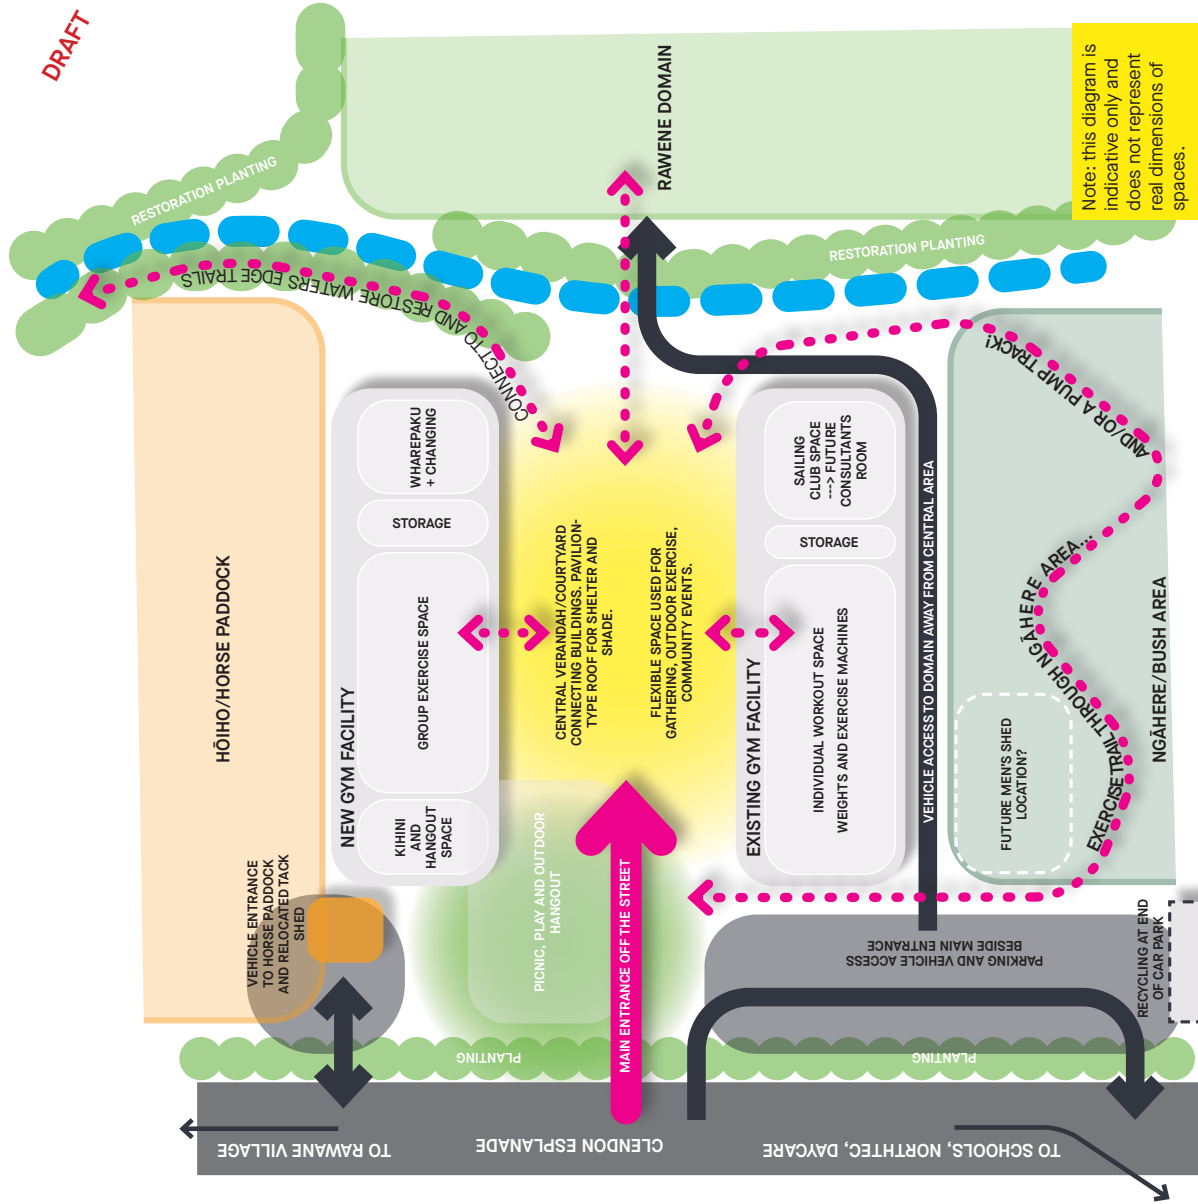 DRAFT
RESTORATION PLANTING
RAWENE DOMAIN
Note: this diagram is
indicative only and
does not represent
real dimensions of
spaces.
RESTORATION PLANTING
CONNECT TO AND RESTORE WATERS EDGE TRAILS
HŌIHO/HORSE PADDOCK
VEHICLE ENTRANCE
TO HORSE PADDOCK
AND RELOCATED TACK
SHED
NEW GYM FACILITY
KIHINI
AND
HANGOUT
SPACE
GROUP EXERCISE SPACE
STORAGE
WHAREPAKU
+ CHANGING
CENTRAL VERANDAH/COURTYARD
CONNECTING BUILDINGS. PAVILION-
TYPE ROOF FOR SHELTER AND
SHADE.
FLEXIBLE SPACE USED FOR
GATHERING, OUTDOOR EXERCISE,
COMMUNITY EVENTS.
PICNIC, PLAY AND OUTDOOR
HANGOUT
MAIN ENTRANCE OFF THE STREET
EXISTING GYM FACILITY
INDIVIDUAL WORKOUT SPACE
WEIGHTS AND EXERCISE MACHINES
STORAGE
SAILING
CLUB SPACE
---> FUTURE
CONSULTANTS
ROOM
VEHICLE ACCESS TO DOMAIN AWAY FROM CENTRAL AREA
FUTURE MEN'S SHED
LOCATION?
EXERCISE TRAIL THROUGH NGĀHERE AREA...
AND/OR A PUMP TRACK!
NGĀHERE/BUSH AREA
PARKING AND VEHICLE ACCESS
BESIDE MAIN ENTRANCE
RECYCLING AT END
OF CAR PARK
PLANTING
PLANTING
TO RAWANE VILLAGE
CLENDON ESPLANADE
TO SCHOOLS, NORTHTEC, DAYCARE